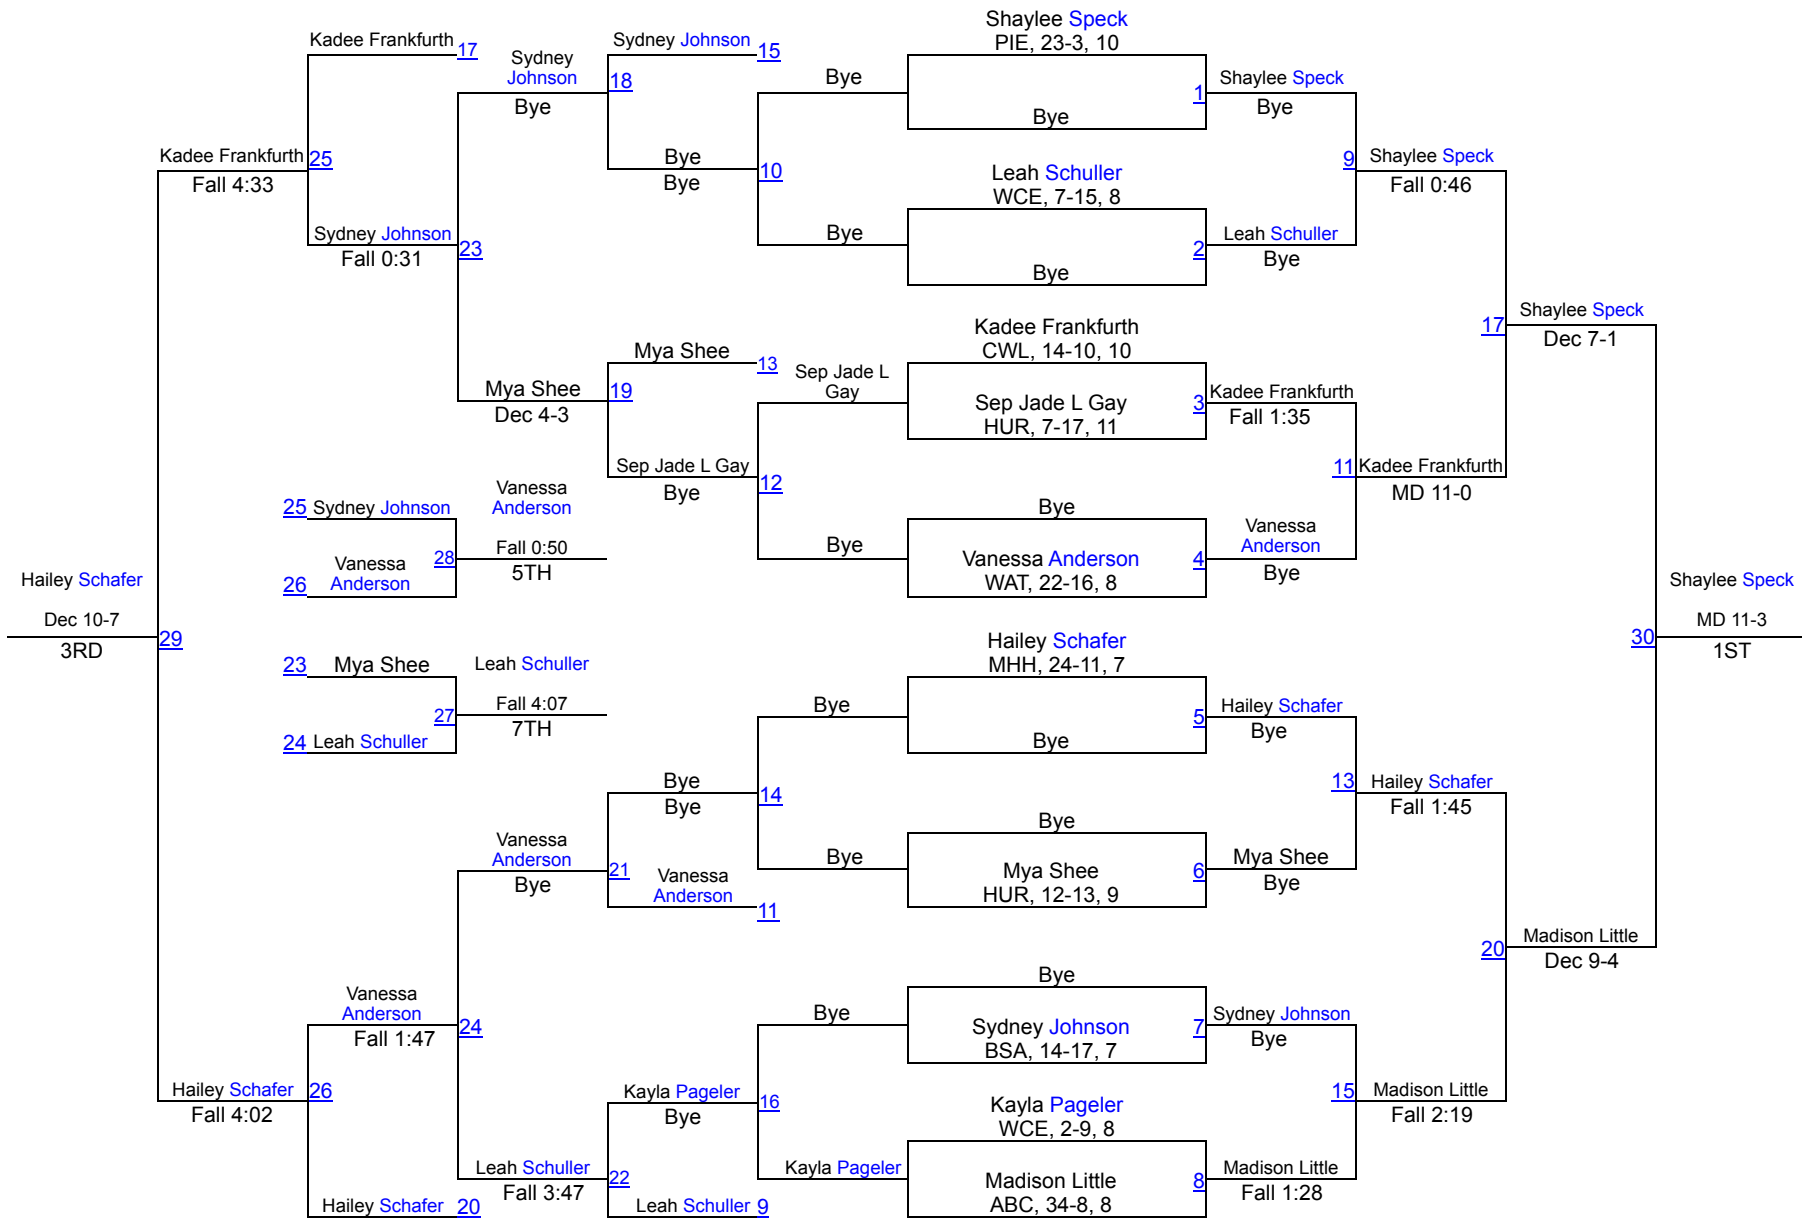 Shaylee Speck
PIE, 23-3, 10
Kadee Frankfurth 17
Sydney Johnson 15
Sydney
Johnson
Bye
18
Bye
1
Shaylee Speck
Bye
Bye
Kadee Frankfurth 25
Fall 4:33
Bye
Bye
10
Leah Schuller
WCE, 7-15, 8
9
Shaylee Speck
Fall 0:46
Sydney Johnson
Fall 0:31
23
Bye
2
Leah Schuller
Bye
Bye
Kadee Frankfurth
CWL, 14-10, 10
17
Shaylee Speck
Dec 7-1
Mya Shee 13
Sep Jade L
Gay
Mya Shee
Dec 4-3
19
Sep Jade L Gay
HUR, 7-17, 11
3
Kadee Frankfurth
Fall 1:35
Sep Jade L Gay
Bye
12
11
Kadee Frankfurth
MD 11-0
25 Sydney Johnson
Vanessa
Anderson
Bye
28
Fall 0:50
5TH
26
Vanessa
Anderson
Bye
Vanessa Anderson
WAT, 22-16, 8
4
Vanessa
Anderson
Bye
Hailey Schafer
Dec 10-7
3RD
29
Shaylee Speck
30
MD 11-3
1ST
Hailey Schafer
MHH, 24-11, 7
23 Mya Shee
Leah Schuller
27
Fall 4:07
7TH
24 Leah Schuller
Bye
5
Hailey Schafer
Bye
Bye
Bye
Bye
14
13
Hailey Schafer
Fall 1:45
Bye
Vanessa
Anderson
Bye
21
Vanessa
Anderson
11
Bye
Mya Shee
HUR, 12-13, 9
6
Mya Shee
Bye
20
Madison Little
Dec 9-4
Bye
Vanessa
Anderson
Fall 1:47
24
Bye
Sydney Johnson
BSA, 14-17, 7
7
Sydney Johnson
Bye
Hailey Schafer
Fall 4:02
26
Kayla Pageler
Bye
16
Kayla Pageler
WCE, 2-9, 8
15
Madison Little
Fall 2:19
Leah Schuller
Fall 3:47
22
Kayla Pageler
Madison Little
ABC, 34-8, 8
8
Madison Little
Fall 1:28
Hailey Schafer 20
Leah Schuller 9